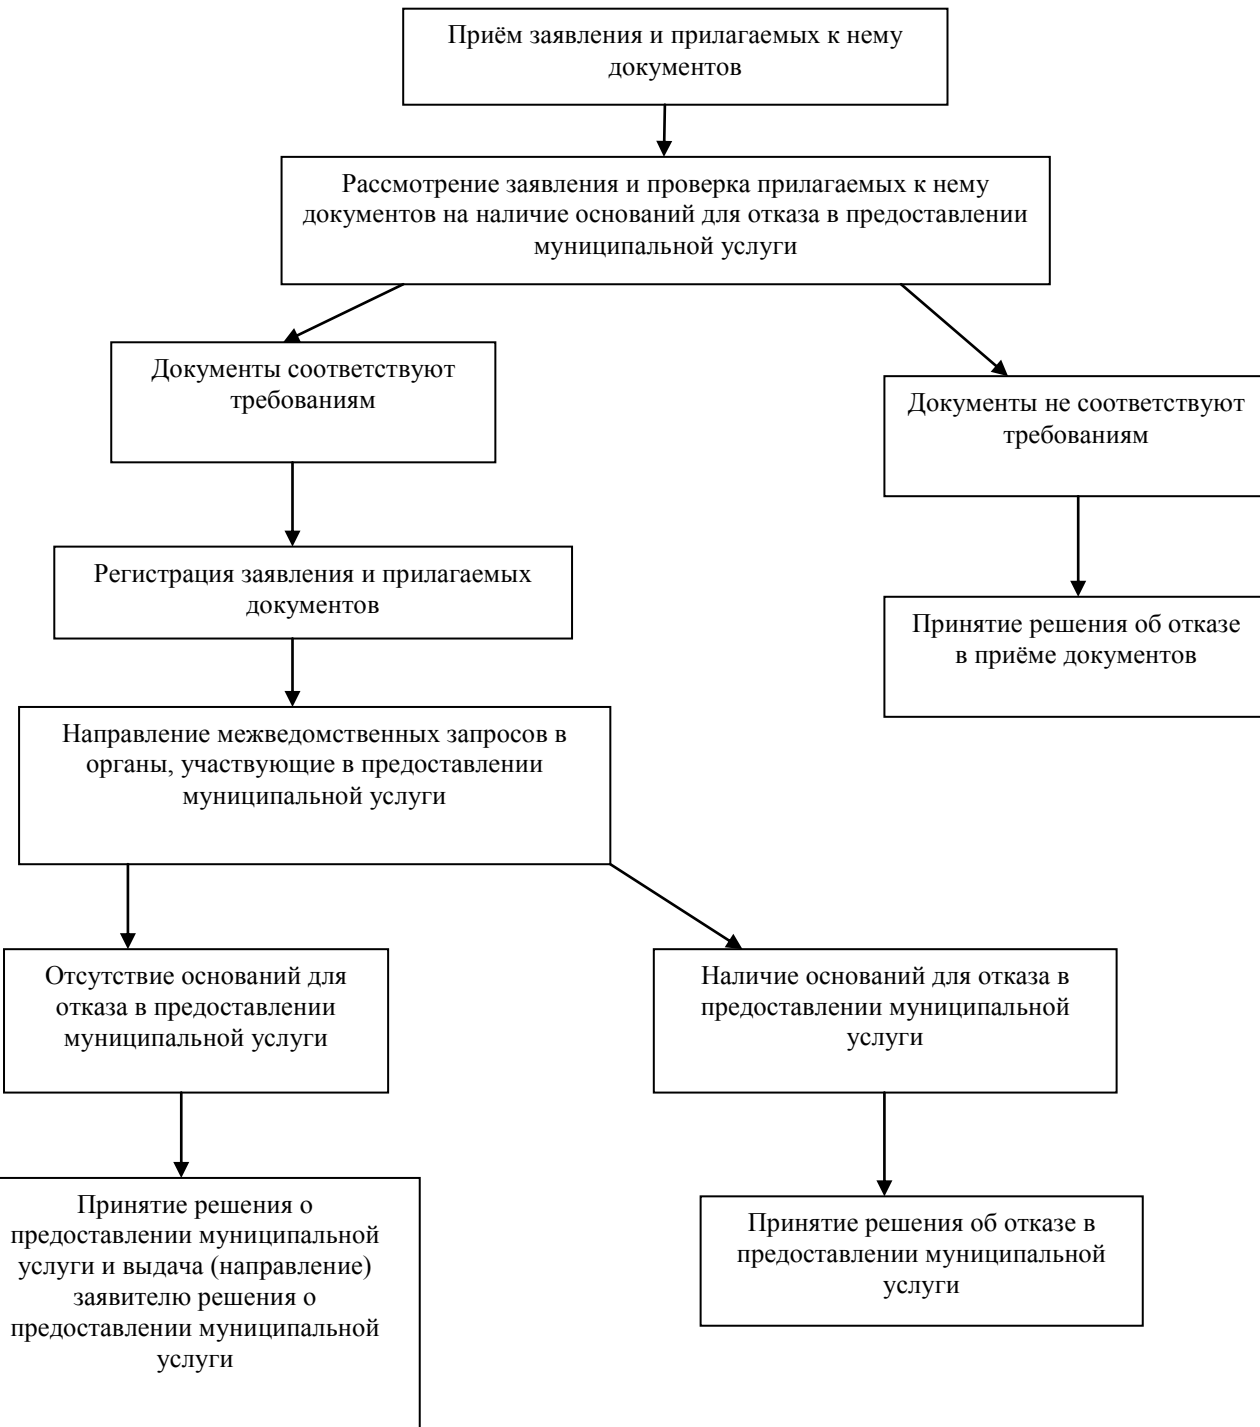 Приём заявления и прилагаемых к нему
документов
Рассмотрение заявления и проверка прилагаемых к нему
документов на наличие оснований для отказа в предоставлении
муниципальной услуги
Документы соответствуют
требованиям
Документы не соответствуют
требованиям
Регистрация заявления и прилагаемых
документов
Принятие решения об отказе
в приёме документов
Направление межведомственных запросов в
органы, участвующие в предоставлении
муниципальной услуги
Отсутствие оснований для
отказа в предоставлении
муниципальной услуги
Наличие оснований для отказа в
предоставлении муниципальной
услуги
Принятие решения о
предоставлении муниципальной
услуги и выдача (направление)
заявителю решения о
предоставлении муниципальной
услуги
Принятие решения об отказе в
предоставлении муниципальной
услуги